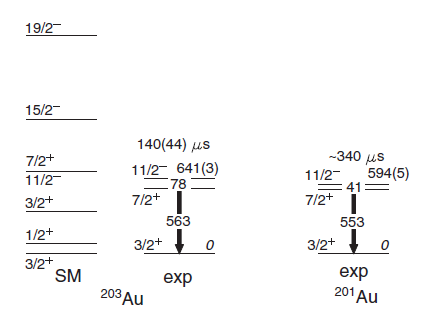 19/2⁻
15/2⁻
140(44) μs
7/2⁺
11/2⁻
3/2⁺
1/2⁺
3/2⁺
SM
11/2⁻ 641(3)
78
7/2⁺
563
3/2⁺ 0
exp
²⁰³Au
~340 μs
11/2⁻ 594(5)
41
7/2⁺
553
3/2⁺ 0
exp
²⁰¹Au